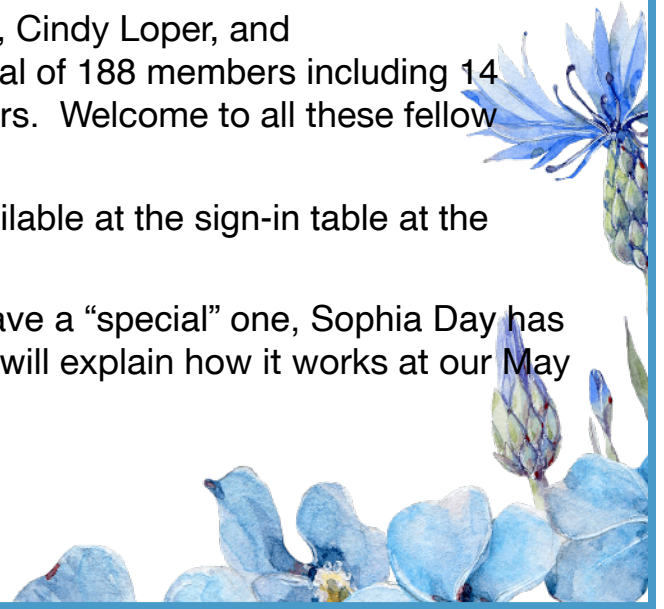 , Cindy Loper, and
al of 188 members including 14
rs. Welcome to all these fellow
ilable at the sign-in table at the
ave a “special” one, Sophia Day has
will explain how it works at our May